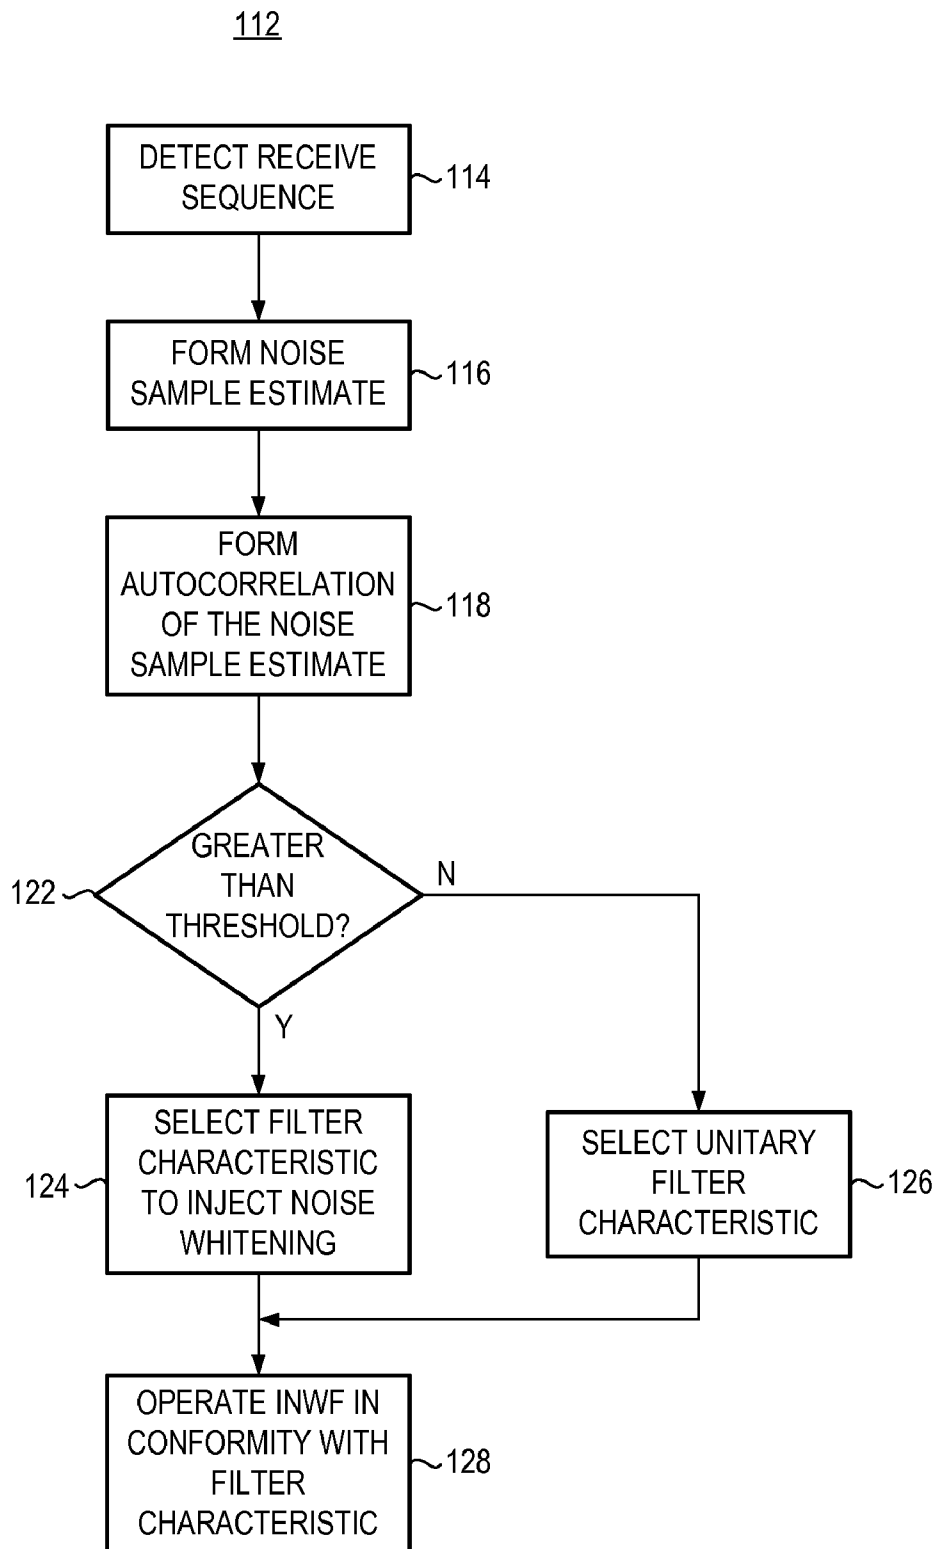 112
DETECT RECEIVE
SEQUENCE
114
FORM NOISE
SAMPLE ESTIMATE
116
FORM
AUTOCORRELATION
OF THE NOISE
SAMPLE ESTIMATE
118
GREATER
THAN
THRESHOLD?
122
N
Y
SELECT FILTER
CHARACTERISTIC
TO INJECT NOISE
WHITENING
124
SELECT UNITARY
FILTER
CHARACTERISTIC
126
OPERATE INWF IN
CONFORMITY WITH
FILTER
CHARACTERISTIC
128